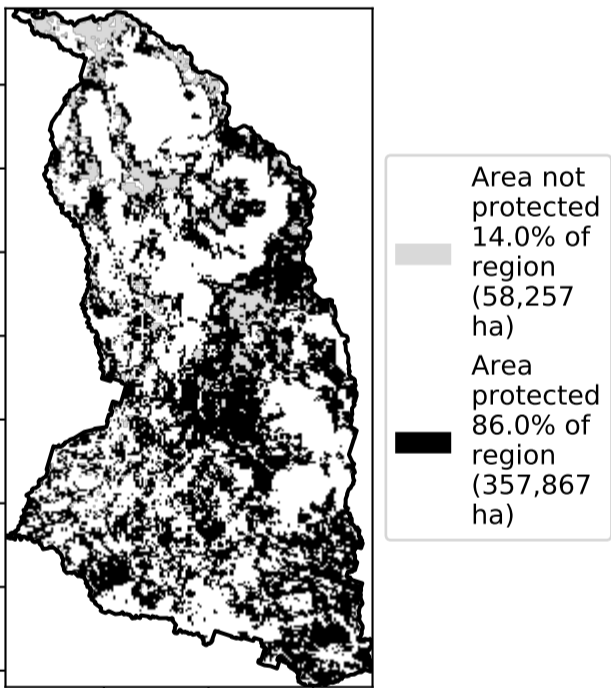 Area not
protected
14.0% of
region
(58,257
ha)
Area
protected
86.0% of
region
(357,867
ha)